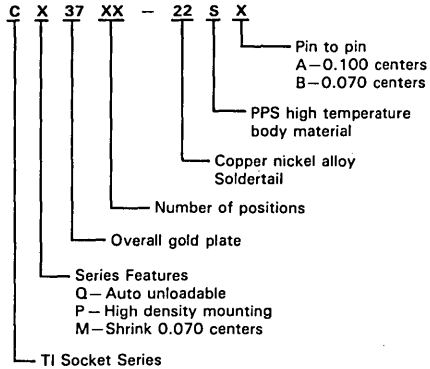 C X 37 XX – 22 S X
Pin to pin
A—0.100 centers
B—0.070 centers
PPS high temperature
body material
Copper nickel alloy
Soldertail
Number of positions
Overall gold plate
Series Features
Q—Auto unloadable
P—High density mounting
M—Shrink 0.070 centers
TI Socket Series